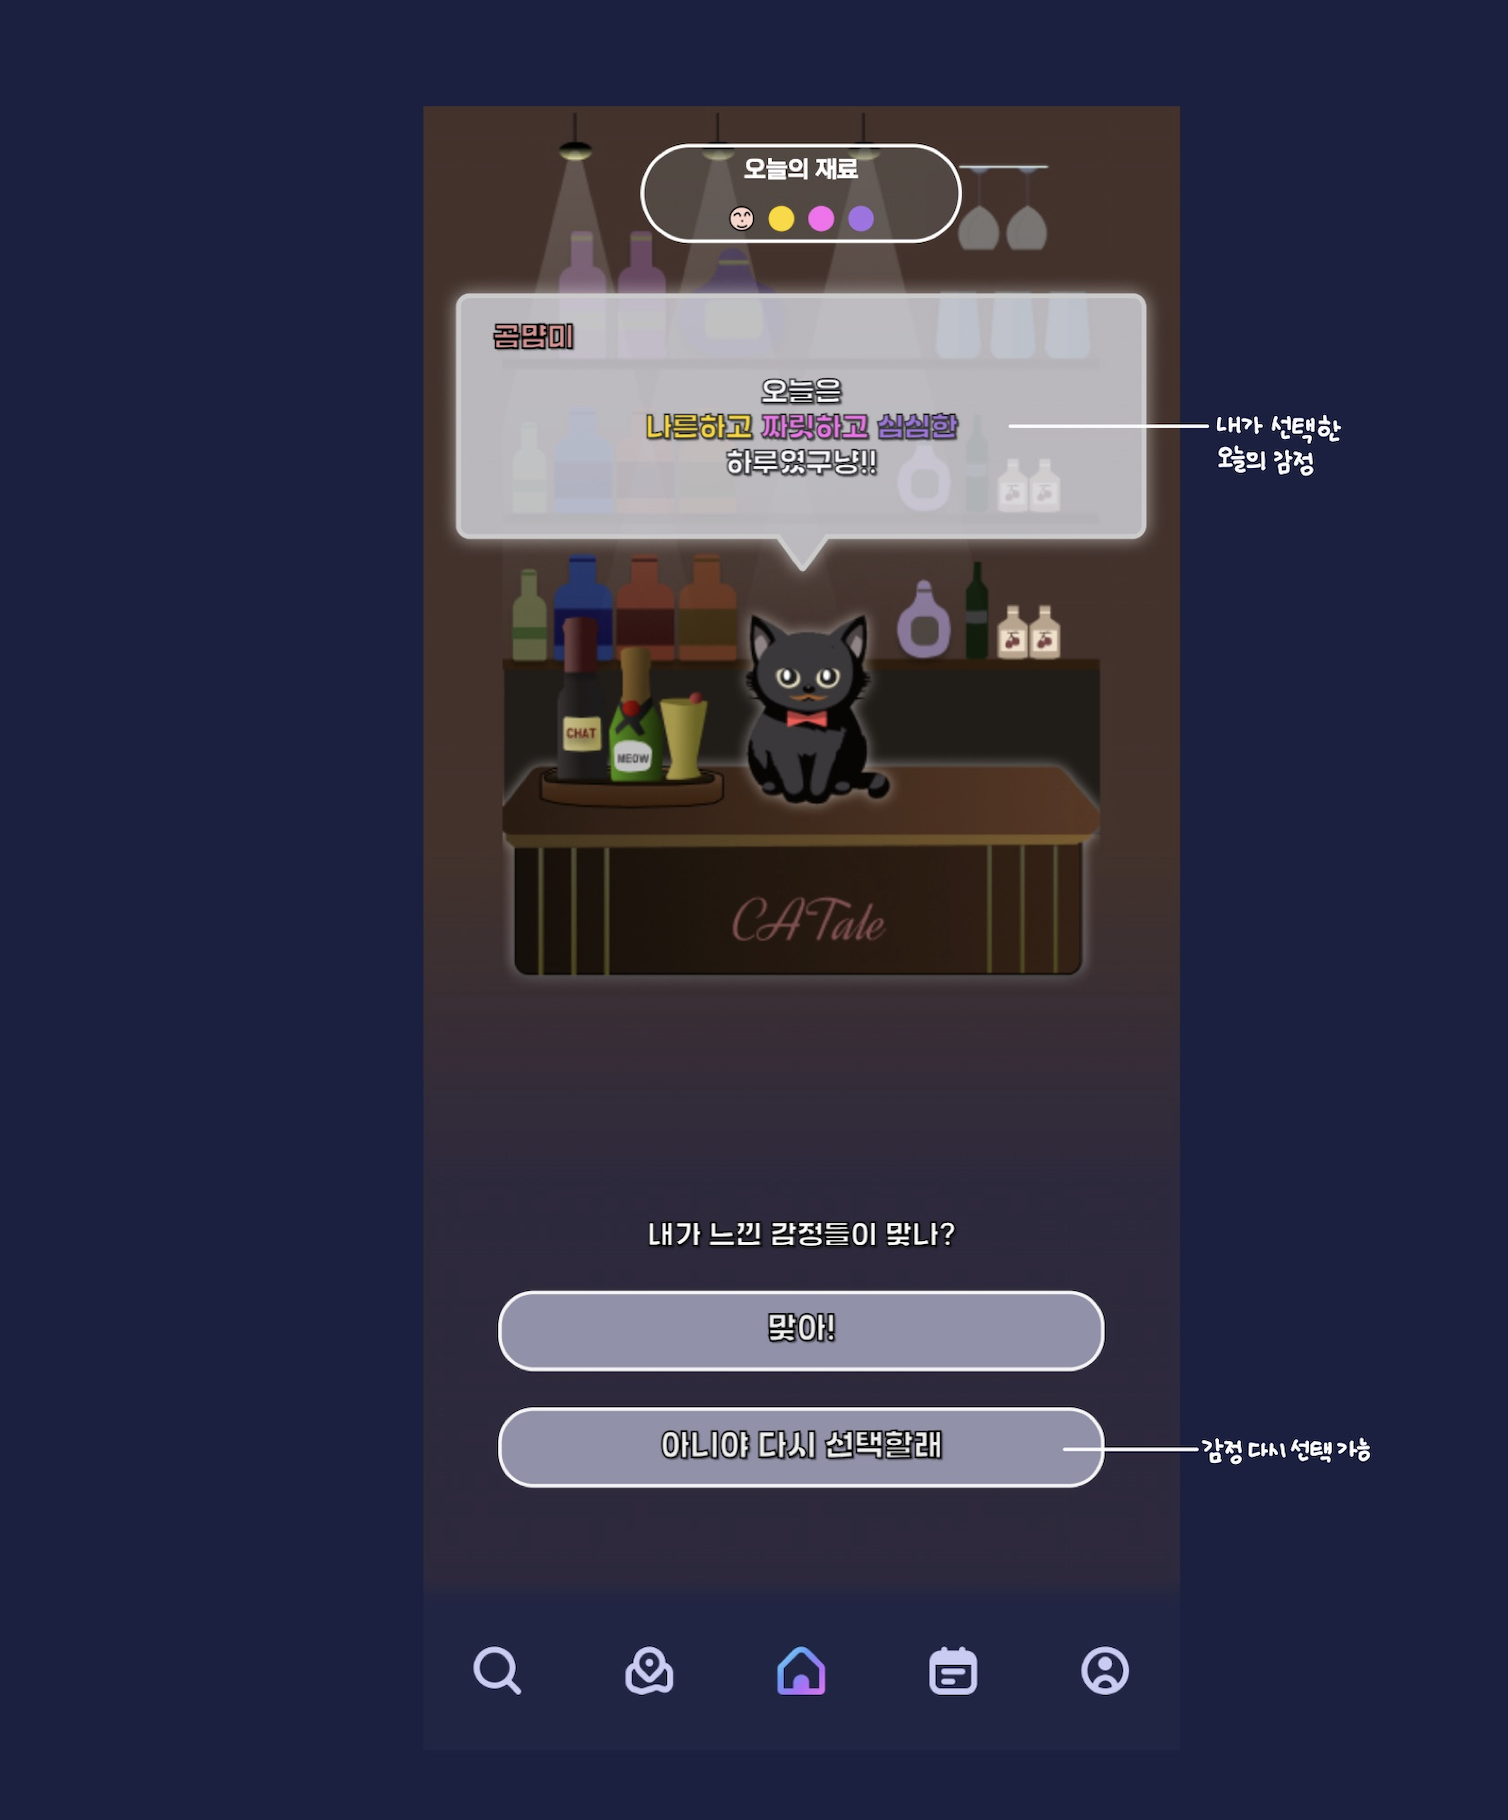 오늘의 재료
곰먐미
오늘은
나른하고 짜릿하고 심심한
하루였구냥!!
내가 선택한
오늘의 감정
CHAT
MEOW
CATale
내가 느낀 감정들이 맞나?
맞아!
아니야 다시 선택할래
감정 다시 선택 가능